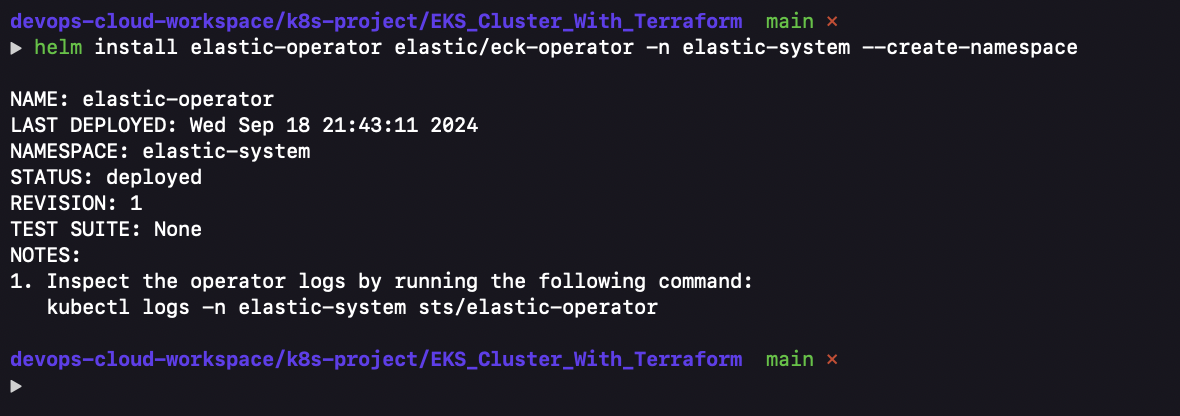 devops-cloud-workspace/k8s-project/EKS_Cluster_With_Terraform main ×
▶ helm install elastic-operator elastic/eck-operator -n elastic-system --create-namespace
NAME: elastic-operator
LAST DEPLOYED: Wed Sep 18 21:43:11 2024
NAMESPACE: elastic-system
STATUS: deployed
REVISION: 1
TEST SUITE: None
NOTES:
1. Inspect the operator logs by running the following command:
   kubectl logs -n elastic-system sts/elastic-operator
devops-cloud-workspace/k8s-project/EKS_Cluster_With_Terraform main ×
▶